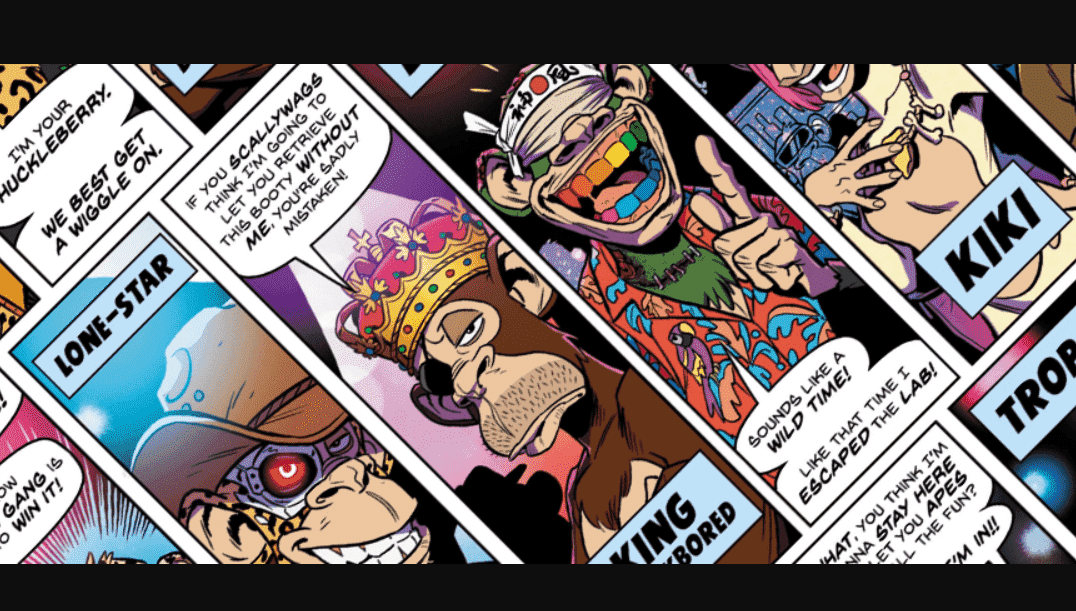 I'M YOUR
HUCKLEBERRY.
WE BEST GET
A WIGGLE ON.
LONE-STAR
IF YOU SCALLYWAGS
THINK I'M GOING TO
LET YOU RETRIEVE
THIS BOOTY WITHOUT
ME, YOU'RE SADLY
MISTAKEN!
KING
SOUNDS LIKE A
WILD TIME!
LIKE THAT TIME I
ESCAPED THE LAB!
KIKI
GANG IS
WIN IT!
WHAT, YOU THINK I'M
STAY HERE
LET YOU APES
THE FUN?
I'M IN!!